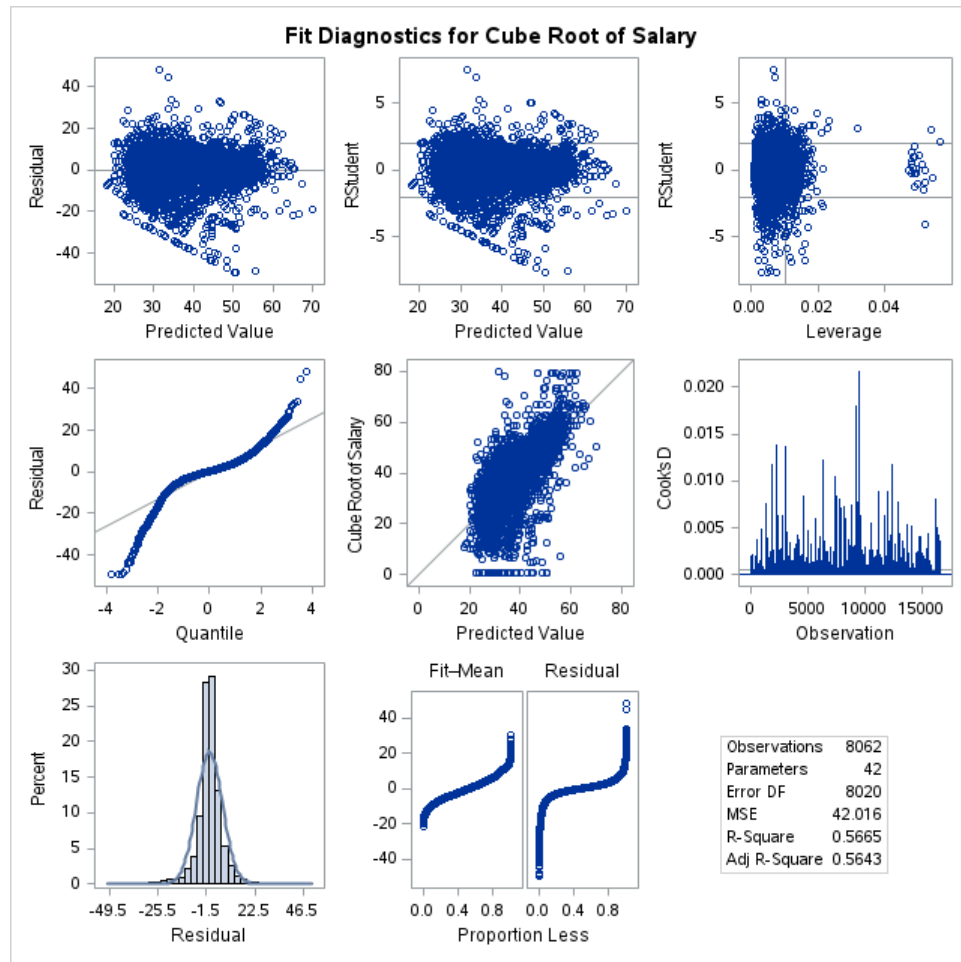 Fit Diagnostics for Cube Root of Salary
Residual
40
20
0
-20
-40
20 30 40 50 60 70
Predicted Value
RStudent
5
0
-5
20 30 40 50 60 70
Predicted Value
RStudent
5
0
-5
0.00 0.02 0.04
Leverage
Residual
40
20
0
-20
-40
-4 -2 0 2 4
Quantile
Cube Root of Salary
80
60
40
20
0
0 20 40 60 80
Predicted Value
Cook's D
0.020
0.015
0.010
0.005
0.000
0 5000 10000 15000
Observation
Percent
30
25
20
15
10
5
0
-49.5 -25.5 -1.5 22.5 46.5
Residual
Fit–Mean Residual
40
20
0
-20
-40
0.0 0.4 0.8 0.0 0.4 0.8
Proportion Less
Observations 8062
Parameters 42
Error DF 8020
MSE 42.016
R-Square 0.5665
Adj R-Square 0.5643